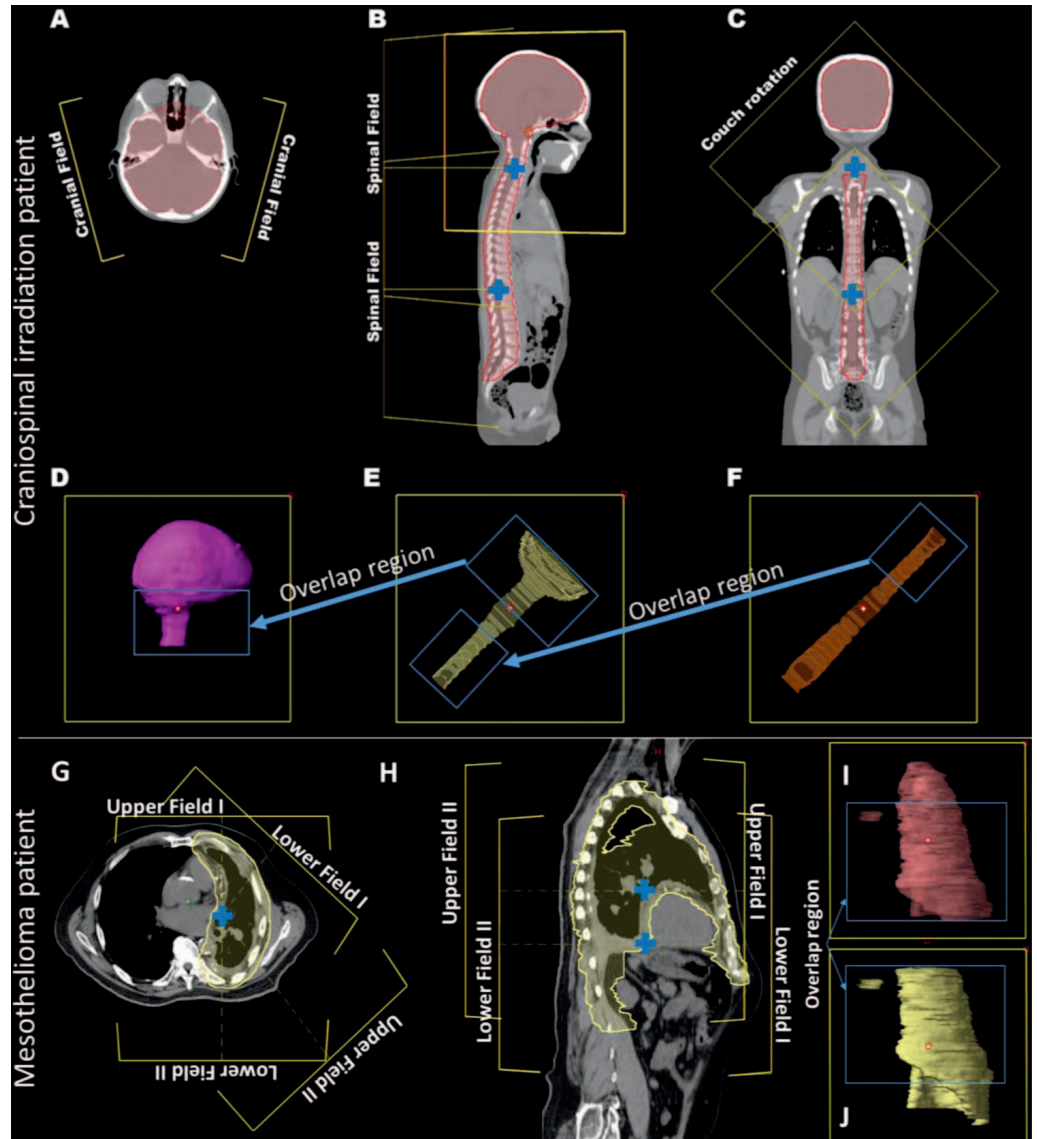 Craniospinal irradiation patient
A
B
C
Cranial Field
Cranial Field
Spinal Field
Spinal Field
Couch rotation
D
E
F
Overlap region
Overlap region
Mesothelioma patient
G
H
I
Upper Field I
Lower Field I
Lower Field II
Upper Field II
Upper Field II
Lower Field II
Upper Field I
Lower Field I
Overlap region
J